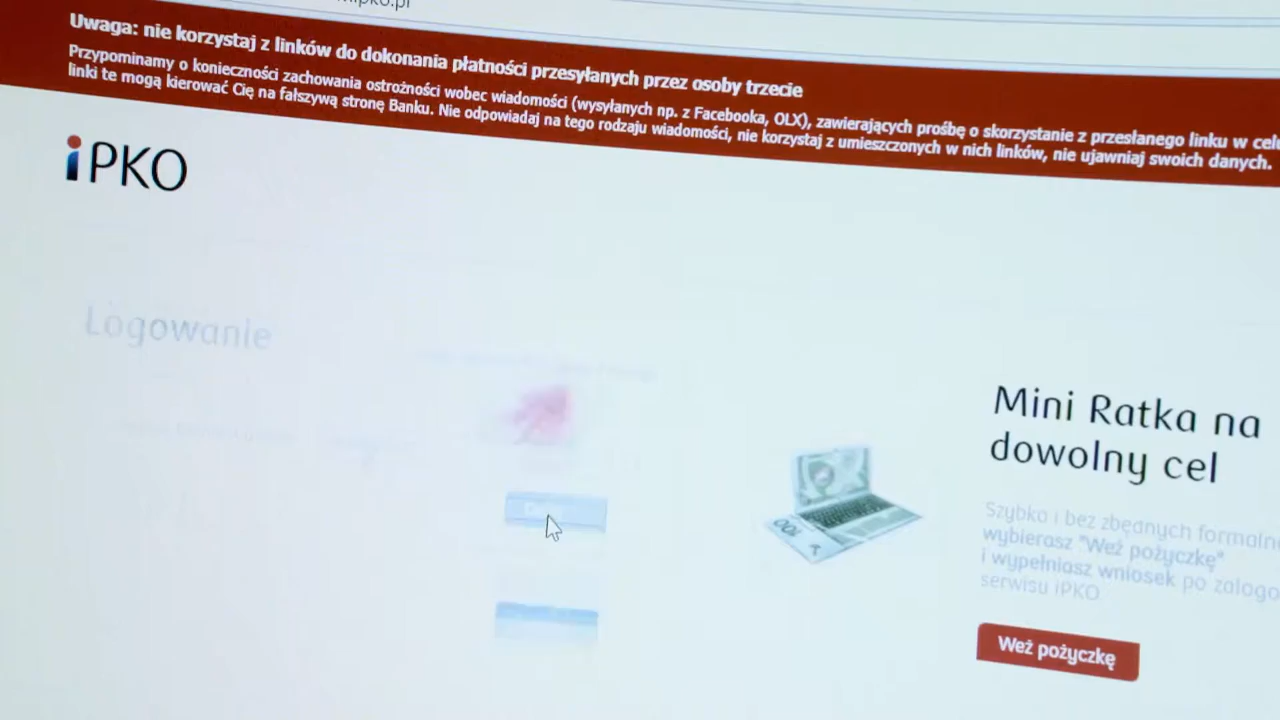 Uwaga: nie korzystaj z linków do dokonania płatności przesyłanych przez osoby trzecie
Przypominamy o konieczności zachowania ostrożności wobec wiadomości (wysyłanych np. z Facebooka, OLX), zawierających prośbę o skorzystanie z przesłanego linku w celu
linki te mogą kierować Cię na fałszywą stronę Banku. Nie odpowiadaj na tego rodzaju wiadomości, nie korzystaj z umieszczonych w nich linków, nie ujawniaj swoich danych.
iPKO
Logowanie
Mini Ratka na
dowolny cel
Szybko i bez zbędnych formalno
wybierasz "Weź pożyczkę"
i wypełniasz wniosek po zalogo
serwisu iPKO
Weź pożyczkę